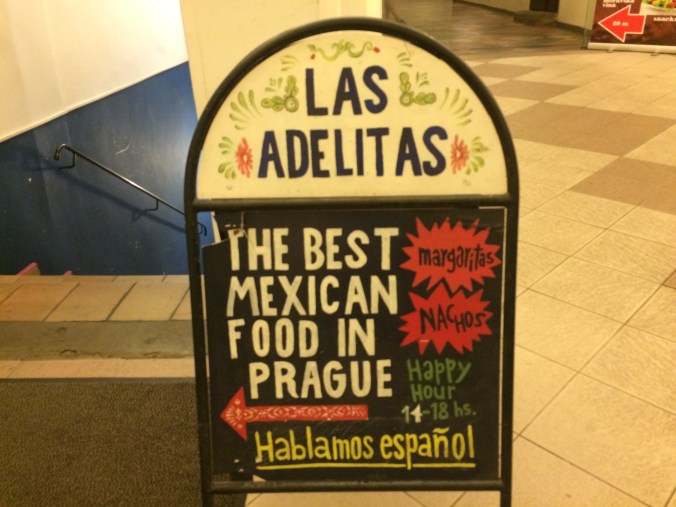 LAS
ADELITAS
THE BEST
MEXICAN
FOOD IN
PRAGUE
margaritas
NACHOS
Happy
Hour
14-18 hs.
Hablamos español